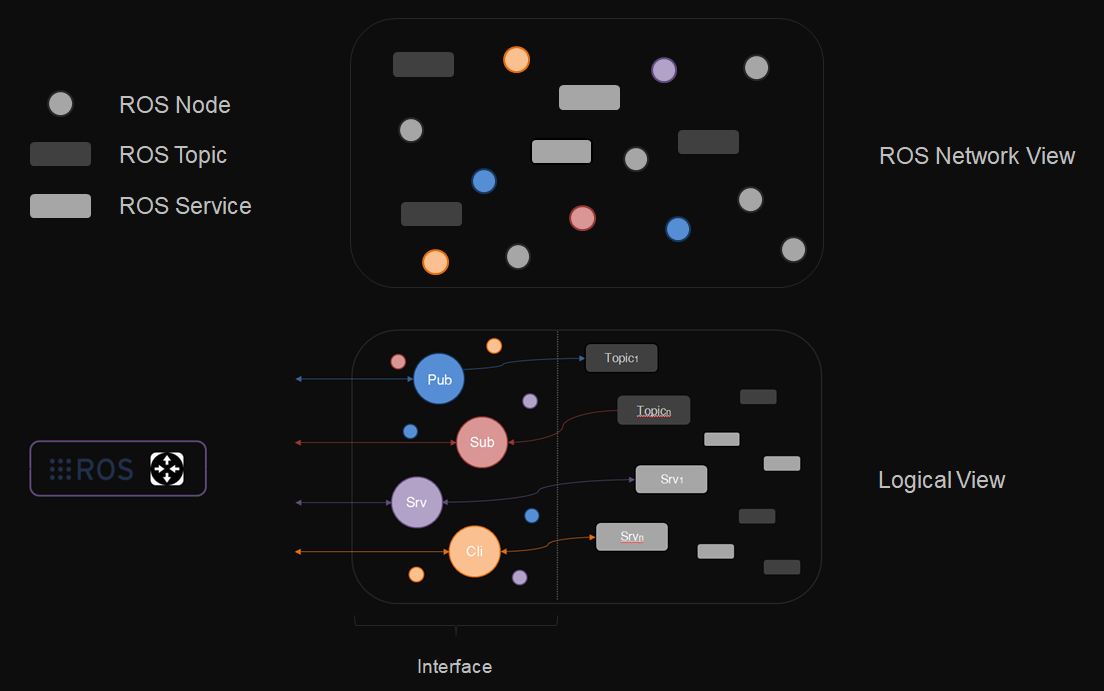 ROS Node
ROS Topic
ROS Service
ROS Network View
Topic1
Pub
Topicn
Sub
ROS
Srv1
Logical View
Srv
Srvn
Cli
Interface